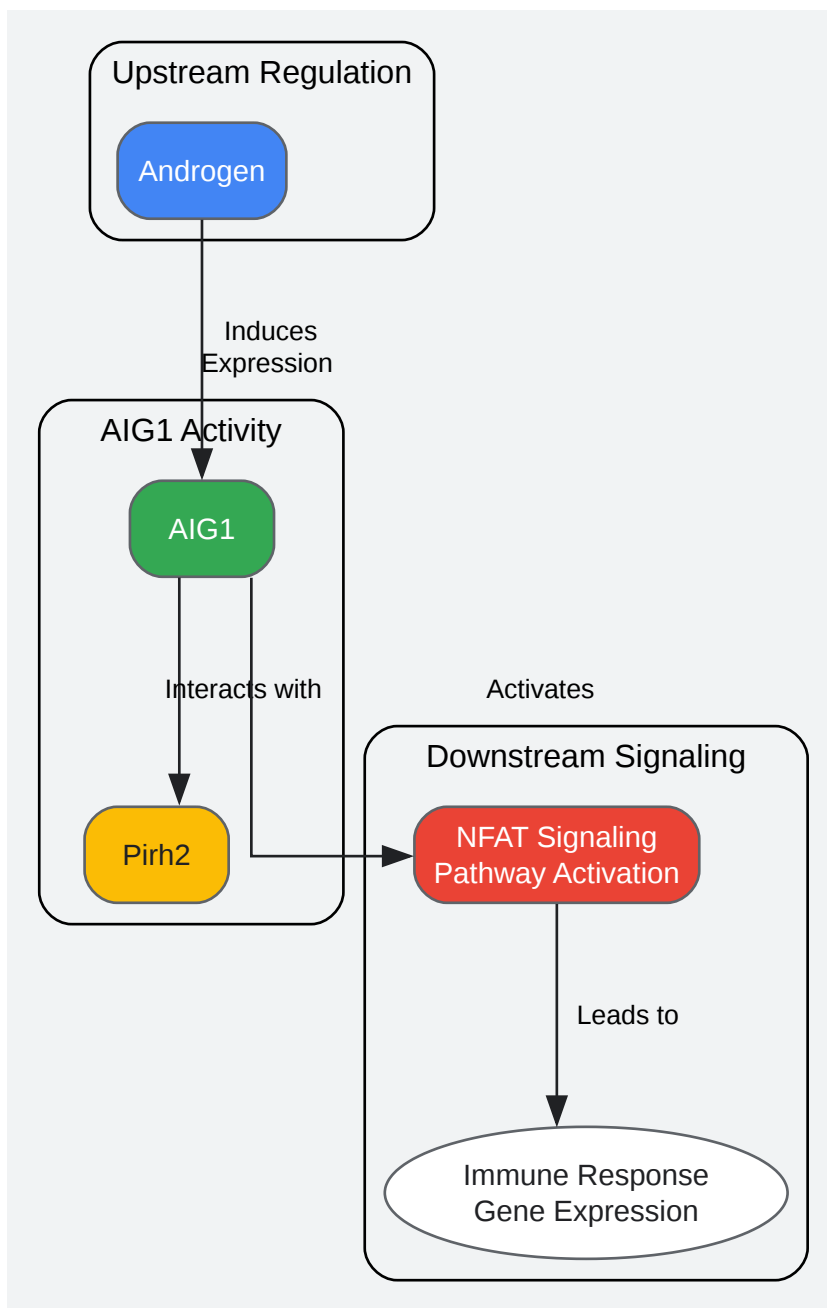 Upstream Regulation
Androgen
Induces
Expression
AIG1 Activity
AIG1
Interacts with
Activates
Downstream Signaling
Pirh2
NFAT Signaling
Pathway Activation
Leads to
Immune Response
Gene Expression